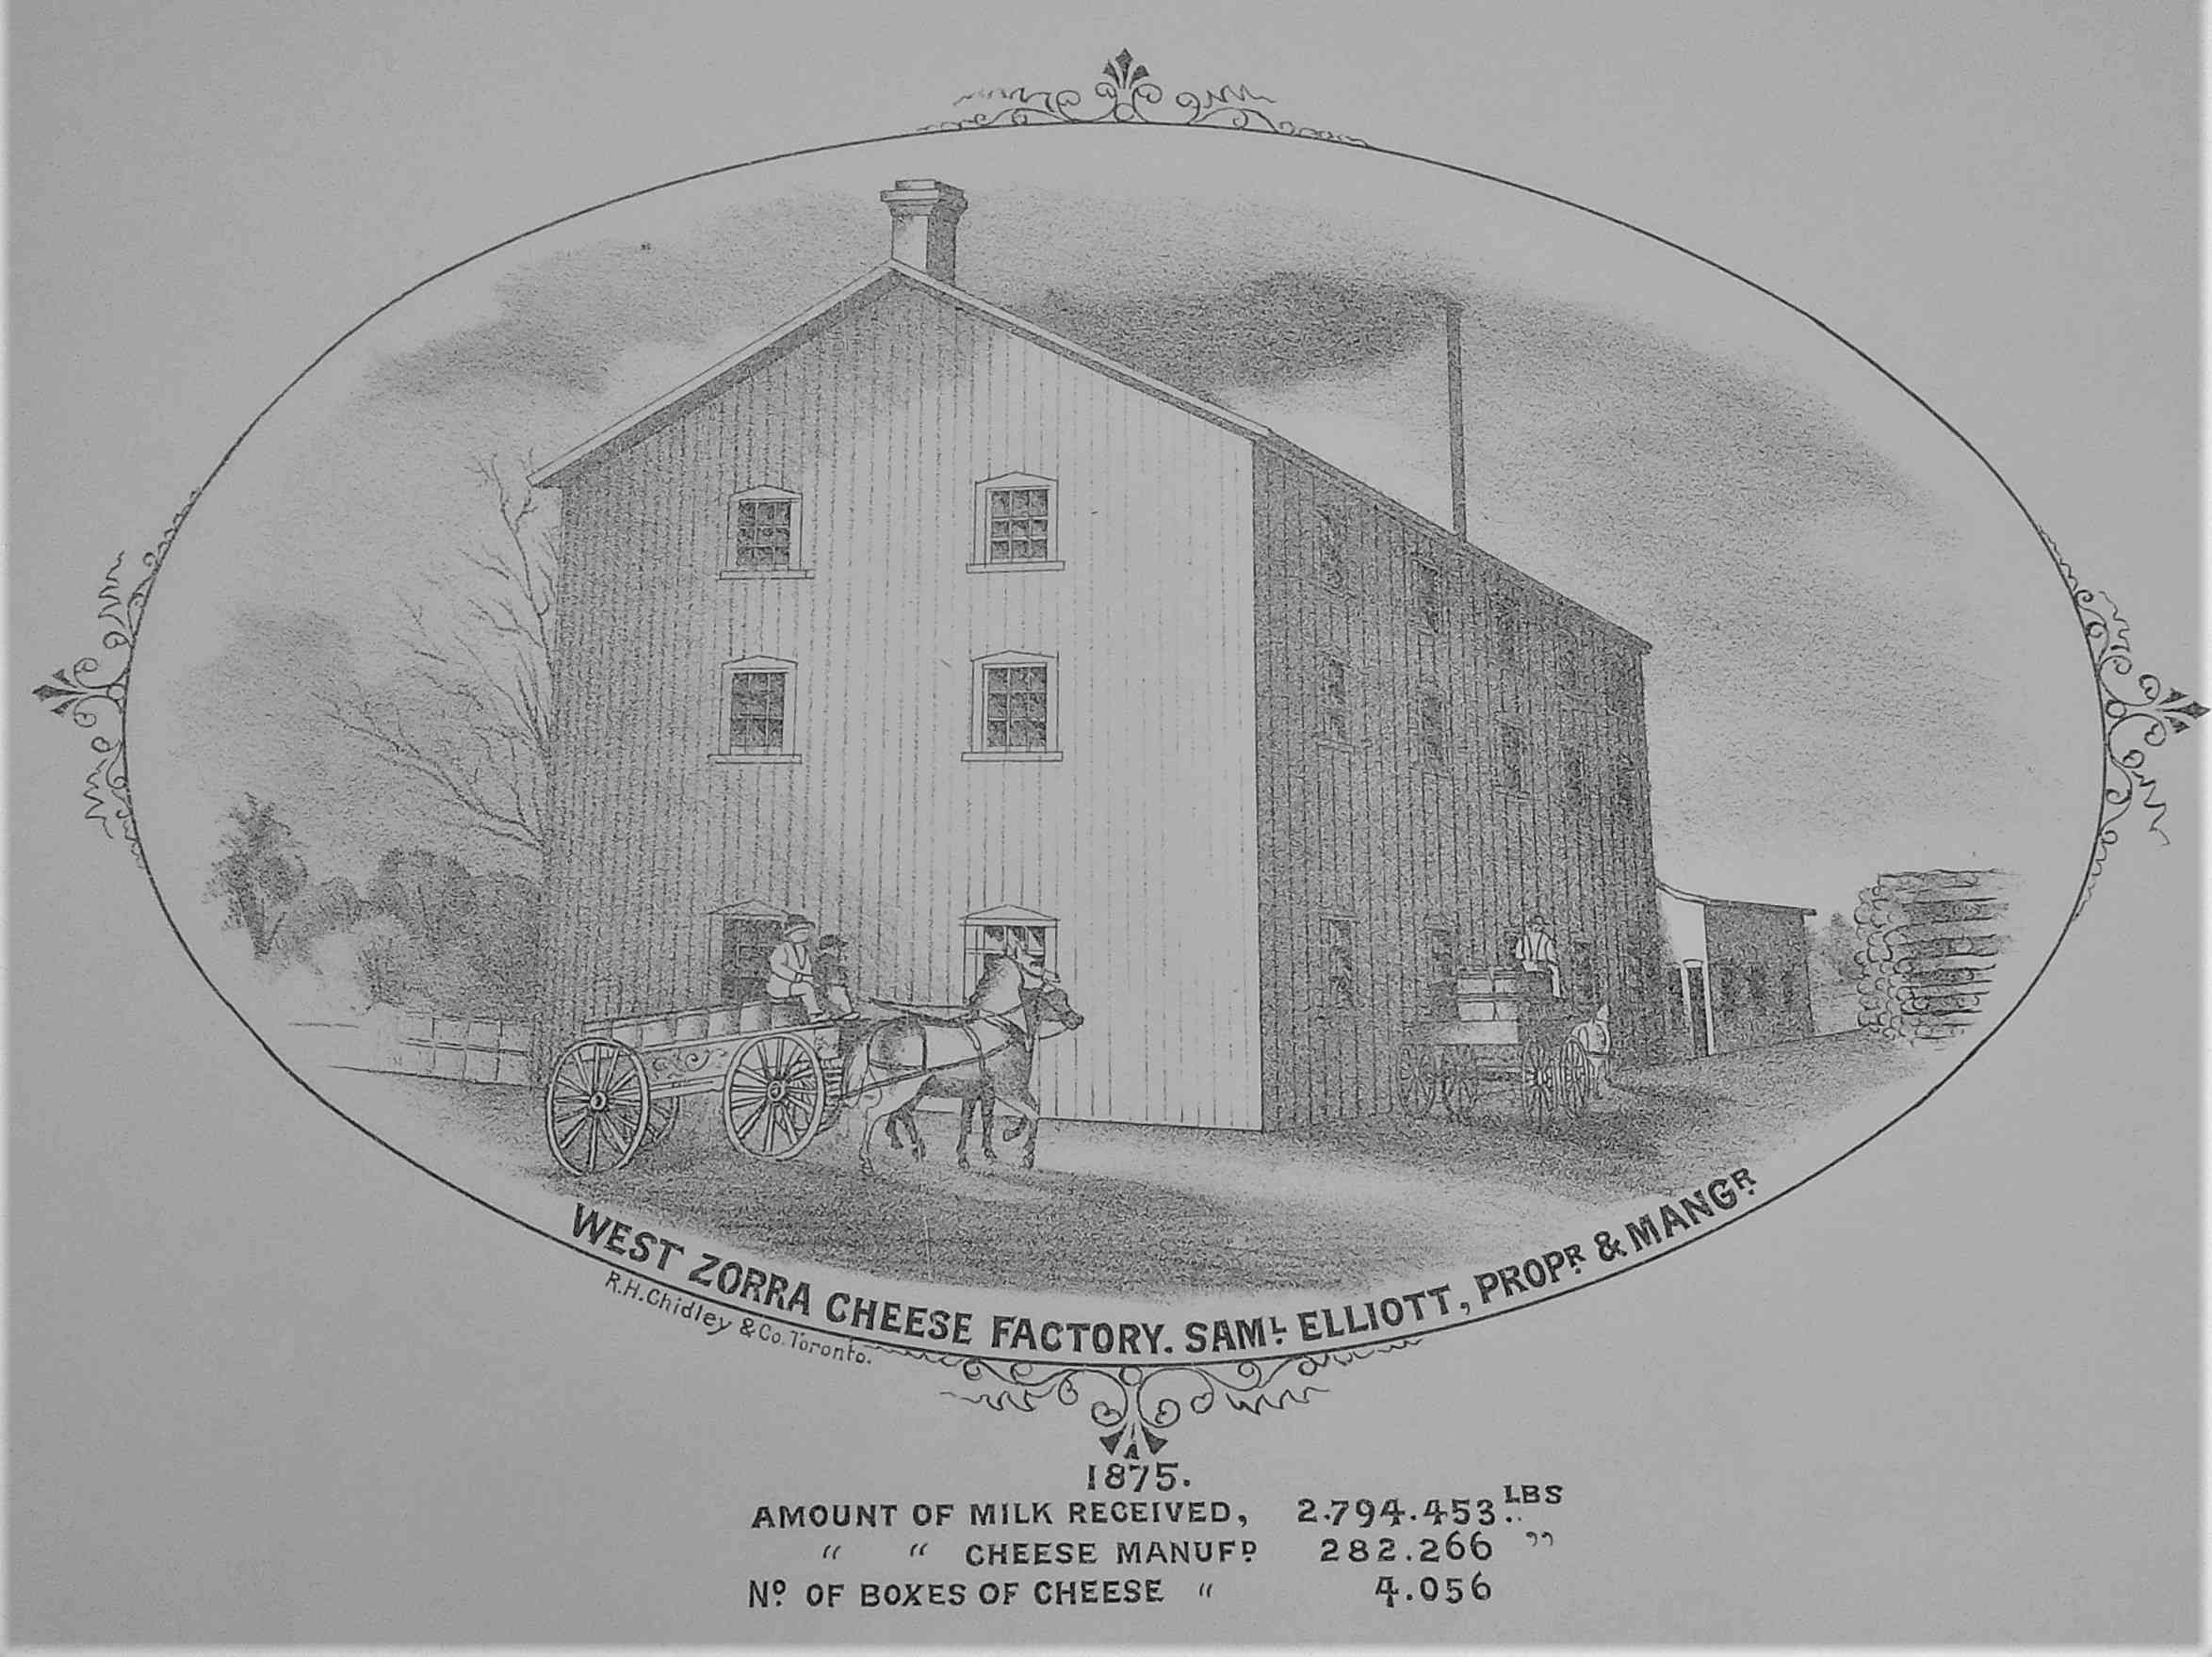 WEST ZORRA CHEESE FACTORY. SAML ELLIOTT, PROPR & MANGR
R.H.Chidley & Co. Toronto.
1875.
AMOUNT OF MILK RECEIVED, 2.794.453. LBS
" " CHEESE MANUFD 282.266 "
NO OF BOXES OF CHEESE " 4.056